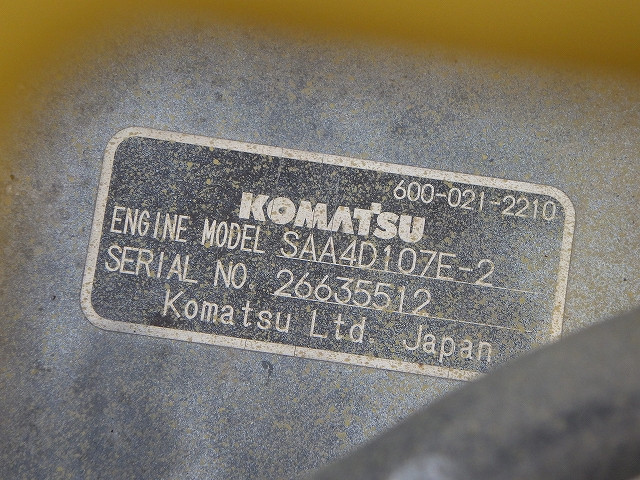 600-021-2210
KOMATSU
ENGINE MODEL SAA4D107E-2
SERIAL NO. 26635512
Komatsu Ltd. Japan